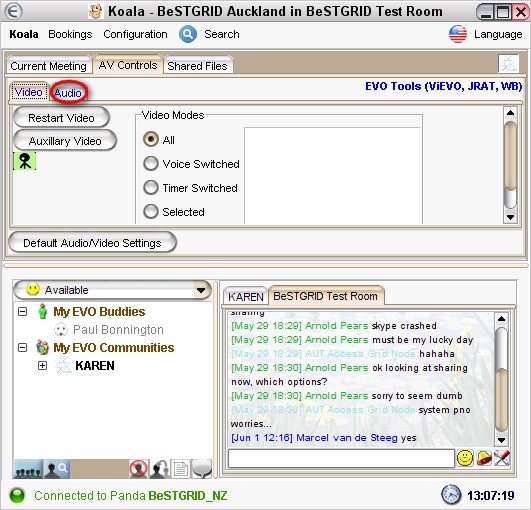 Koala - BeSTGRID Auckland in BeSTGRID Test Room
Koala Bookings Configuration Search Language
Current Meeting AV Controls Shared Files
Video Audio EVO Tools (ViEVO, JRAT, WB)
Restart Video
Auxillary Video
Video Modes
All
Voice Switched
Timer Switched
Selected
Default Audio/Video Settings
Available
My EVO Buddies
Paul Bonnington
My EVO Communities
KAREN
KAREN BeSTGRID Test Room
sharing
[May 29 18:29] Arnold Pears skype crashed
[May 29 18:29] Arnold Pears must be my lucky day
[May 29 18:29] AUT Access Grid Node hahaha
[May 29 18:30] Arnold Pears ok looking at sharing
now, which options?
[May 29 18:30] Arnold Pears sorry to seem dumb
[May 29 18:30] AUT Access Grid Node system pno
worries...
[Jun 1 12:16] Marcel van de Steeg yes
Connected to Panda BeSTGRID_NZ 13:07:19